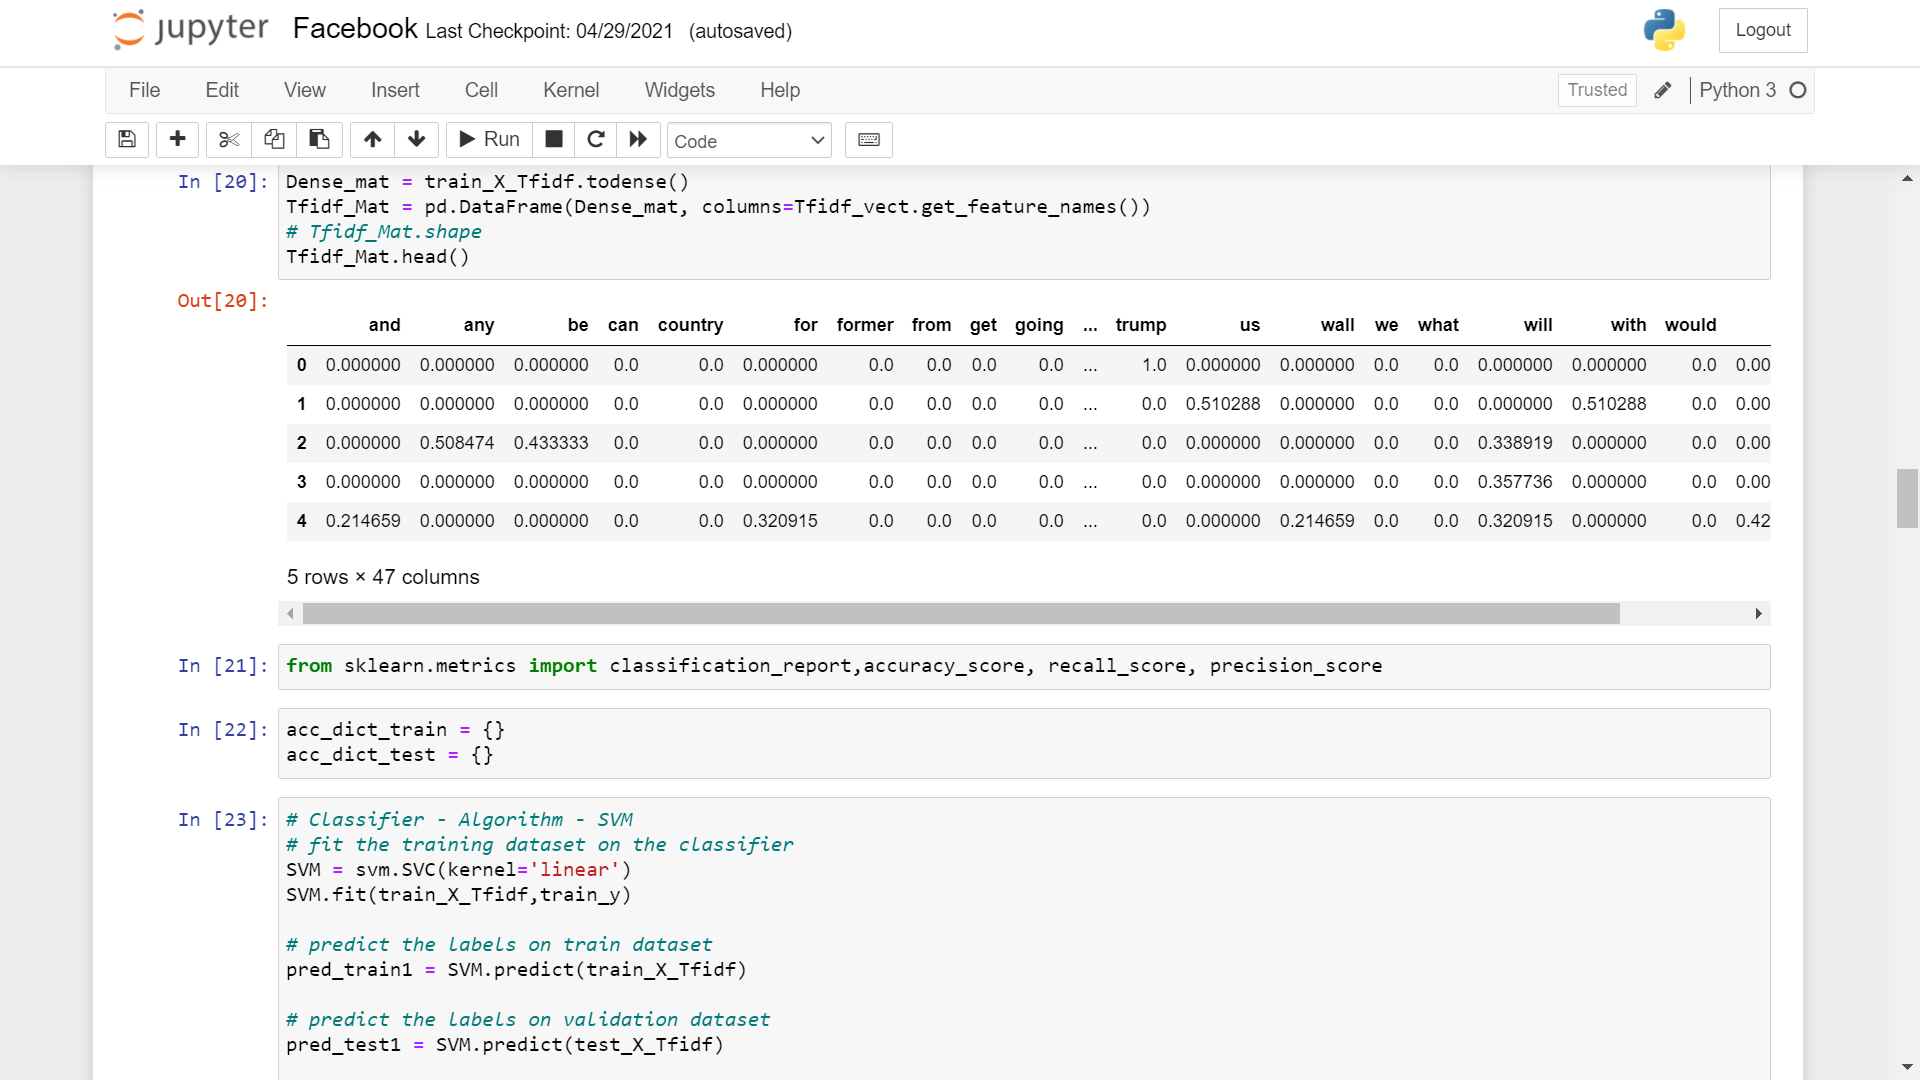 jupyter Facebook Last Checkpoint: 04/29/2021 (autosaved) Logout
File Edit View Insert Cell Kernel Widgets Help Trusted Python 3
Run Code
In [20]: Dense_mat = train_X_Tfidf.todense()
Tfidf_Mat = pd.DataFrame(Dense_mat, columns=Tfidf_vect.get_feature_names())
# Tfidf_Mat.shape
Tfidf_Mat.head()
Out[20]:
and any be can country for former from get going ... trump us wall we what will with would
0 0.000000 0.000000 0.000000 0.0 0.0 0.000000 0.0 0.0 0.0 0.0 ... 1.0 0.000000 0.000000 0.0 0.0 0.000000 0.000000 0.0 0.00
1 0.000000 0.000000 0.000000 0.0 0.0 0.000000 0.0 0.0 0.0 0.0 ... 0.0 0.510288 0.000000 0.0 0.0 0.000000 0.510288 0.0 0.00
2 0.000000 0.508474 0.433333 0.0 0.0 0.000000 0.0 0.0 0.0 0.0 ... 0.0 0.000000 0.000000 0.0 0.0 0.338919 0.000000 0.0 0.00
3 0.000000 0.000000 0.000000 0.0 0.0 0.000000 0.0 0.0 0.0 0.0 ... 0.0 0.000000 0.000000 0.0 0.0 0.357736 0.000000 0.0 0.00
4 0.214659 0.000000 0.000000 0.0 0.0 0.320915 0.0 0.0 0.0 0.0 ... 0.0 0.000000 0.214659 0.0 0.0 0.320915 0.000000 0.0 0.42
5 rows × 47 columns
In [21]: from sklearn.metrics import classification_report,accuracy_score, recall_score, precision_score
In [22]: acc_dict_train = {}
acc_dict_test = {}
In [23]: # Classifier - Algorithm - SVM
# fit the training dataset on the classifier
SVM = svm.SVC(kernel='linear')
SVM.fit(train_X_Tfidf,train_y)
# predict the labels on train dataset
pred_train1 = SVM.predict(train_X_Tfidf)
# predict the labels on validation dataset
pred_test1 = SVM.predict(test_X_Tfidf)